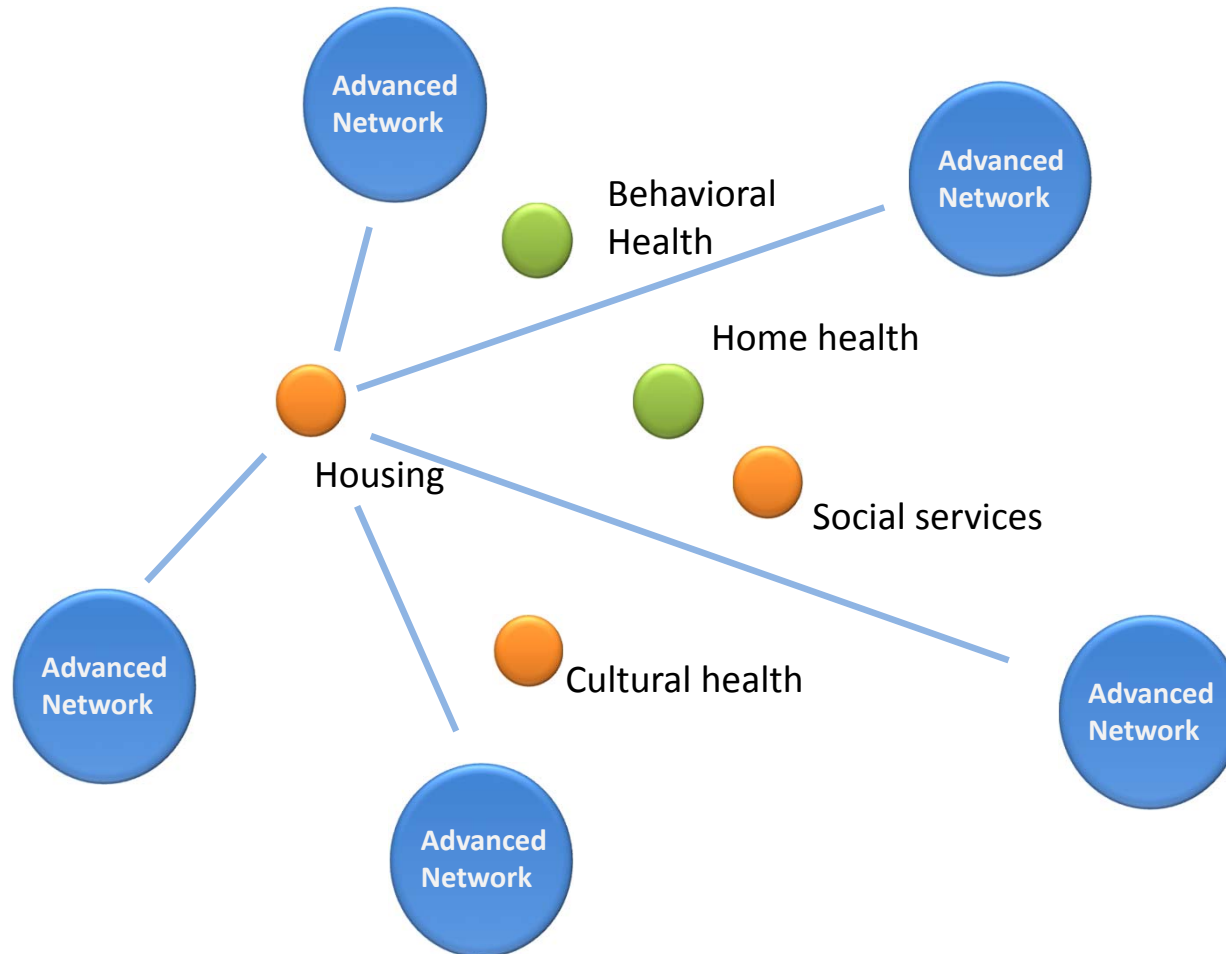 Advanced
Network
Advanced
Network
Behavioral
Health
Home health
Housing
Social services
Advanced
Network
Cultural health
Advanced
Network
Advanced
Network